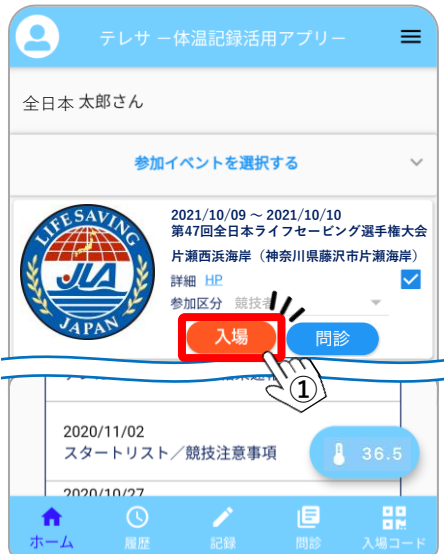 テレサ ー体温記録活用アプリー
全日本 太郎さん
参加イベントを選択する
LIFE SAVING
JLA
JAPAN
2021/10/09 ～ 2021/10/10
第47回全日本ライフセービング選手権大会
片瀬西浜海岸（神奈川県藤沢市片瀬海岸）
詳細 HP
参加区分 競技者
入場 問診
①
2020/11/02
スタートリスト／競技注意事項
36.5
2020/10/27
ホーム 履歴 記録 問診 入場コード